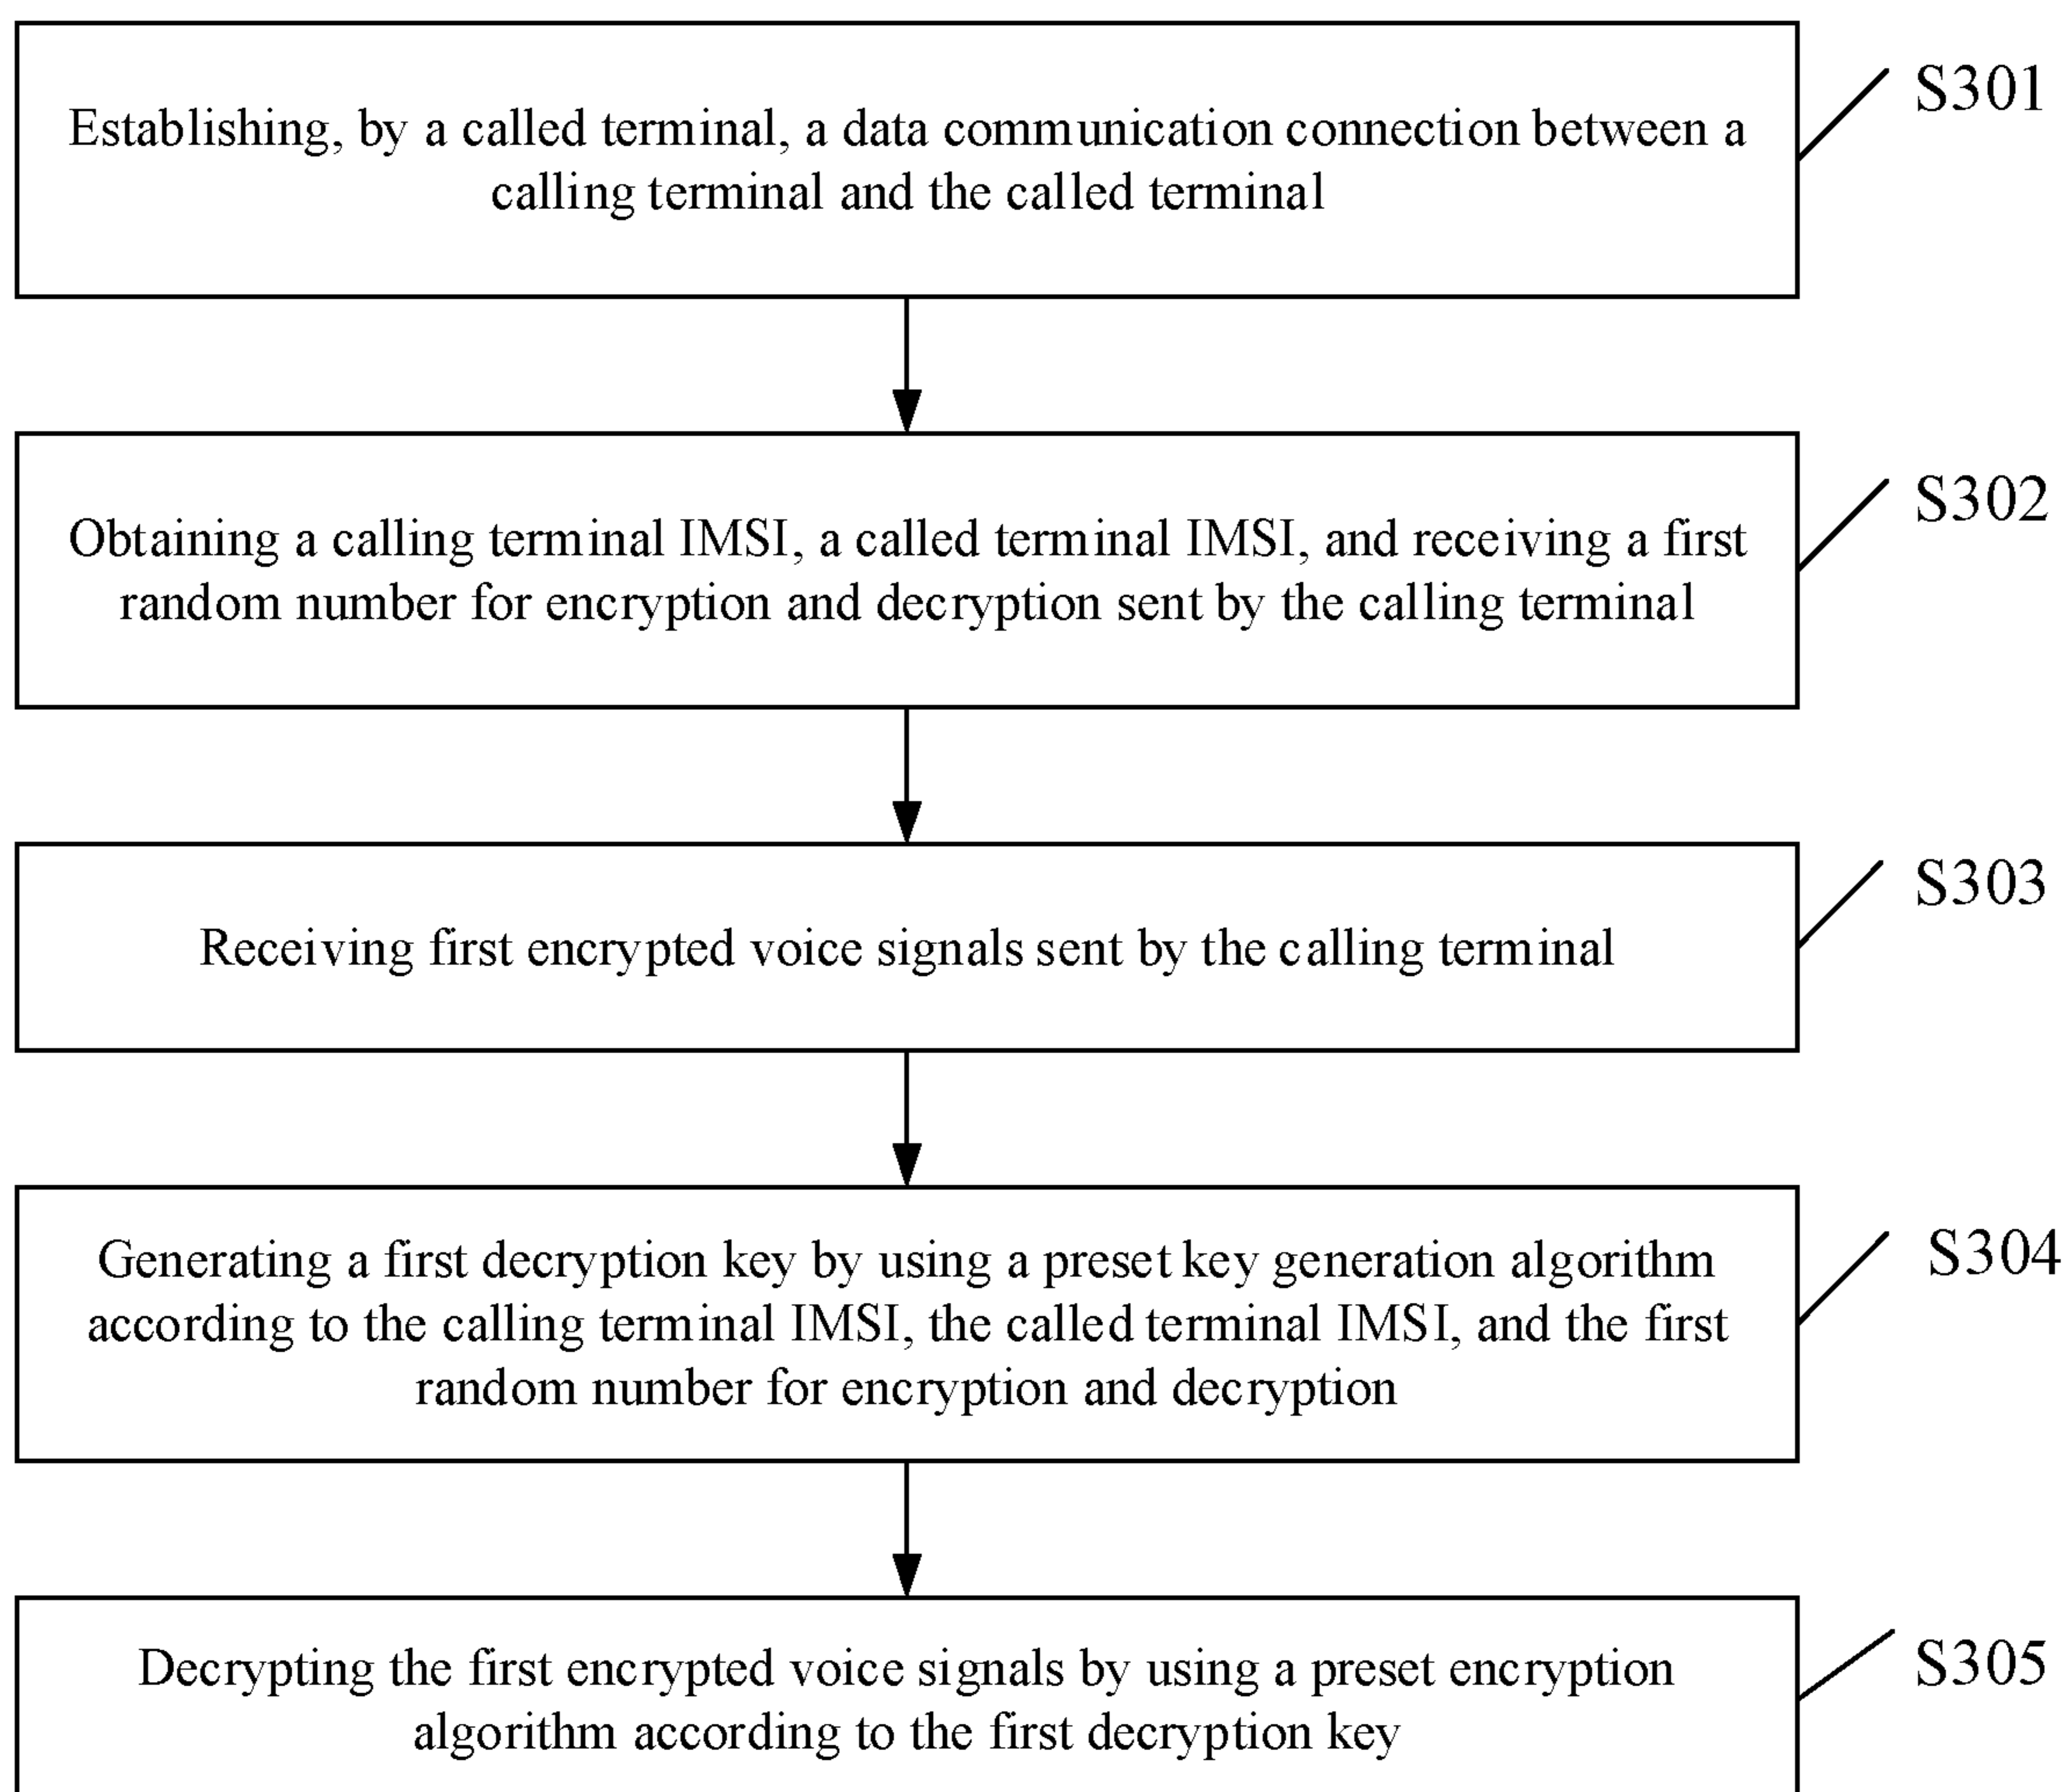 Establishing, by a called terminal, a data communication connection between a
calling terminal and the called terminal
S301
Obtaining a calling terminal IMSI, a called terminal IMSI, and receiving a first
random number for encryption and decryption sent by the calling terminal
S302
Receiving first encrypted voice signals sent by the calling terminal
S303
Generating a first decryption key by using a preset key generation algorithm
according to the calling terminal IMSI, the called terminal IMSI, and the first
random number for encryption and decryption
S304
Decrypting the first encrypted voice signals by using a preset encryption
algorithm according to the first decryption key
S305